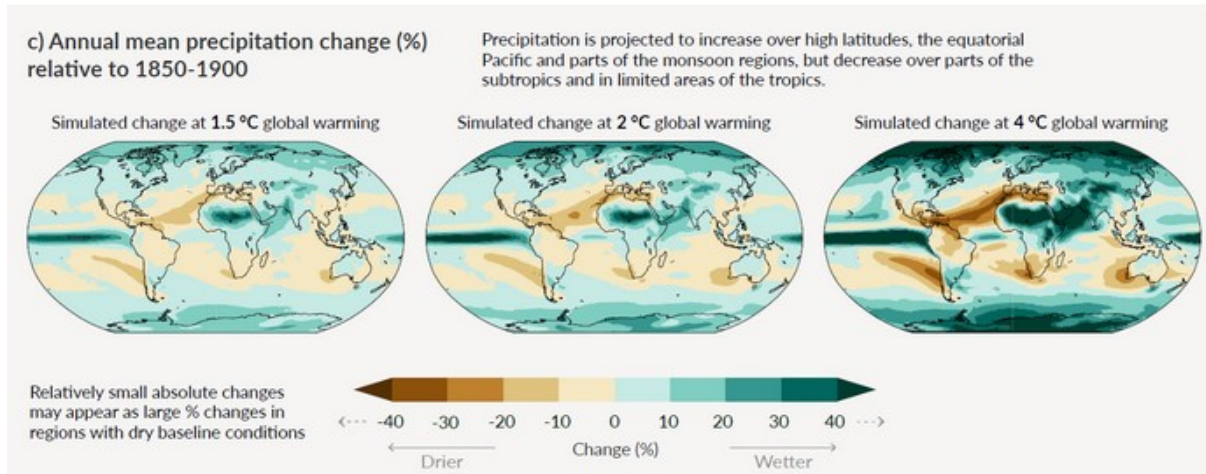 c) Annual mean precipitation change (%)
relative to 1850-1900
Precipitation is projected to increase over high latitudes, the equatorial
Pacific and parts of the monsoon regions, but decrease over parts of the
subtropics and in limited areas of the tropics.
Simulated change at 1.5 °C global warming
Simulated change at 2 °C global warming
Simulated change at 4 °C global warming
Relatively small absolute changes
may appear as large % changes in
regions with dry baseline conditions
-40 -30 -20 -10 0 10 20 30 40
Change (%)
Drier
Wetter